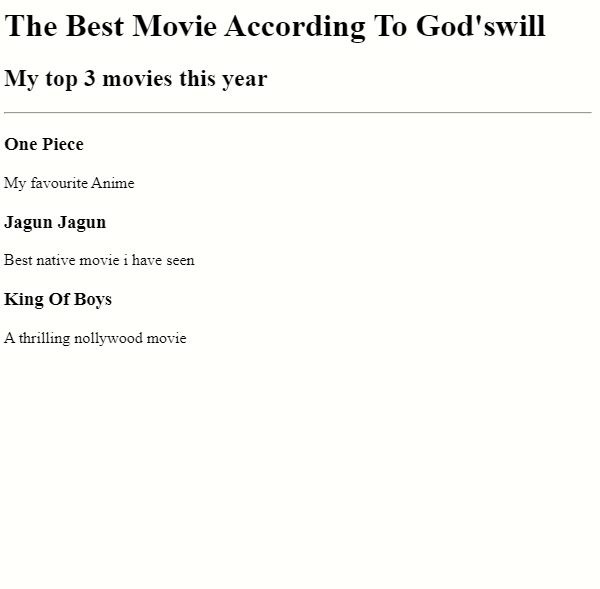 The Best Movie According To God'swill
My top 3 movies this year
One Piece
My favourite Anime
Jagun Jagun
Best native movie i have seen
King Of Boys
A thrilling nollywood movie